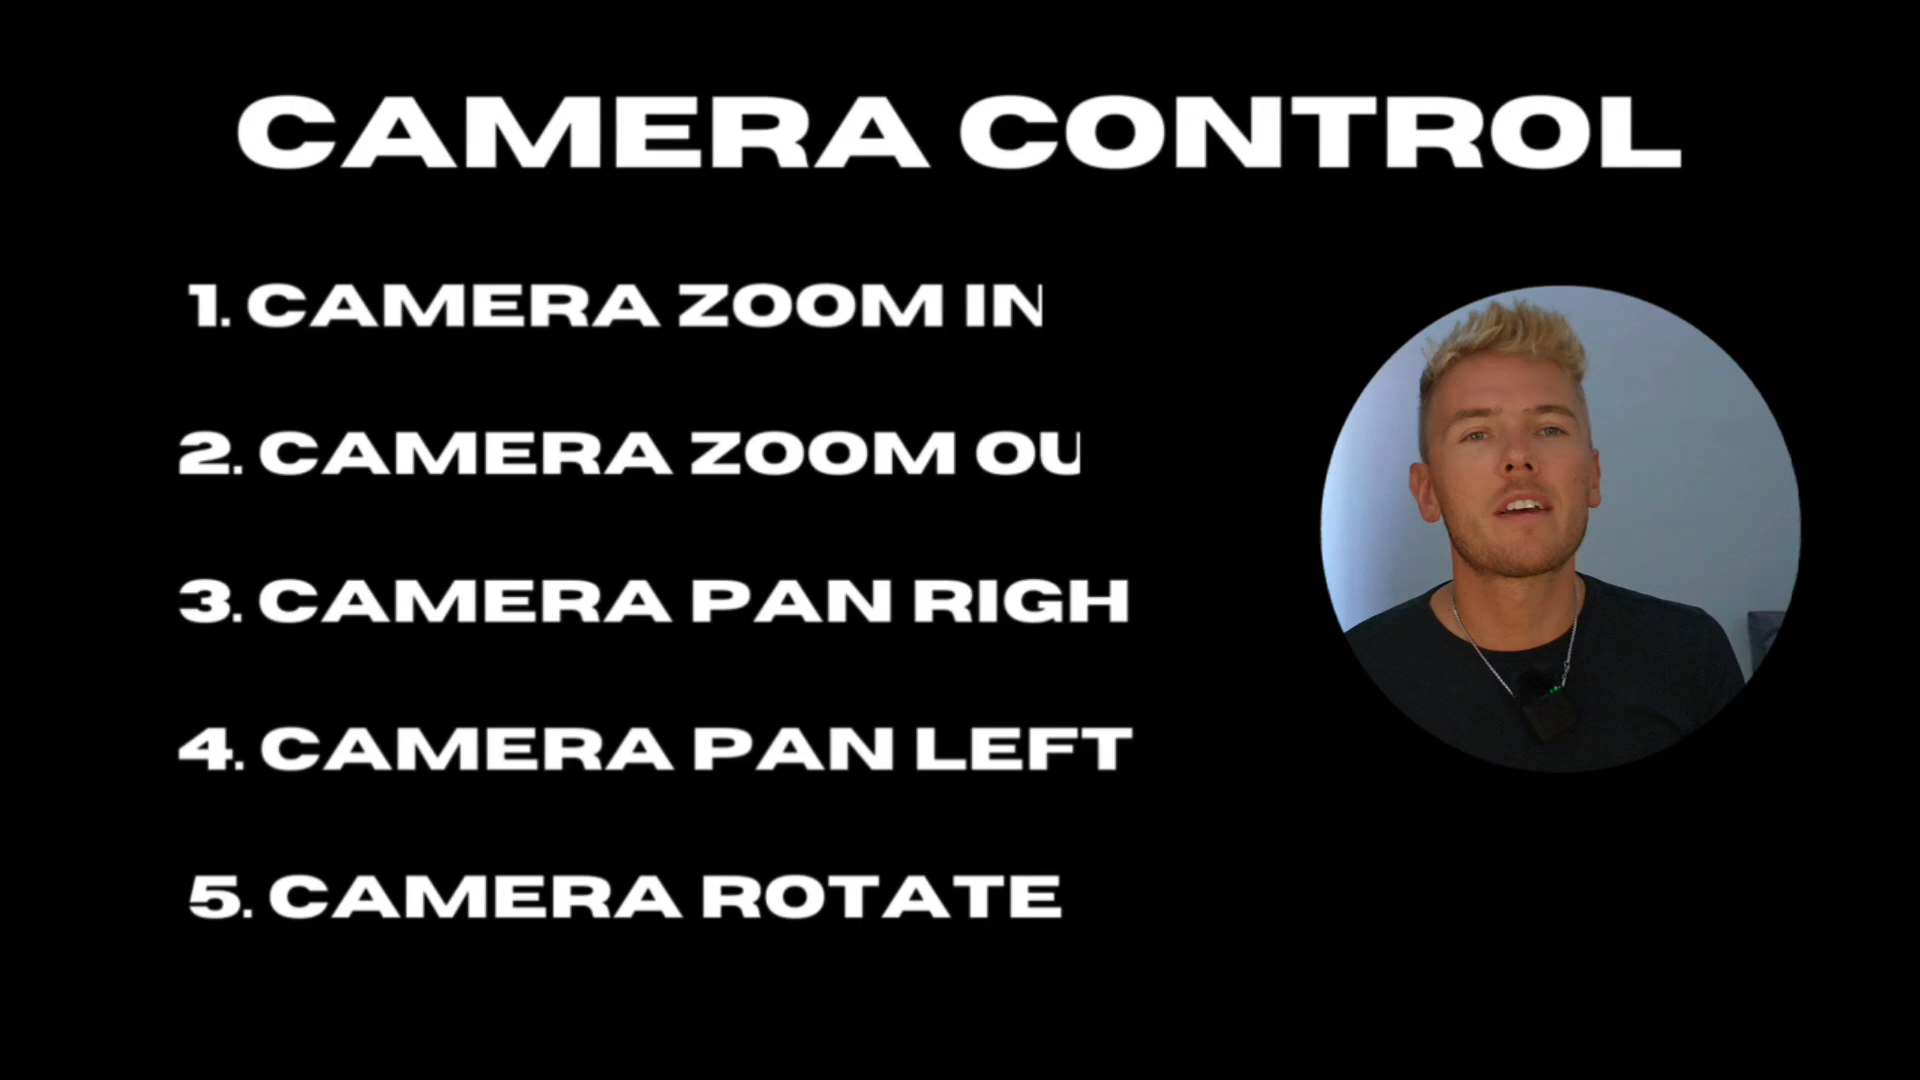 CAMERA CONTROL
1. CAMERA ZOOM IN
2. CAMERA ZOOM OU
3. CAMERA PAN RIGH
4. CAMERA PAN LEFT
5. CAMERA ROTATE